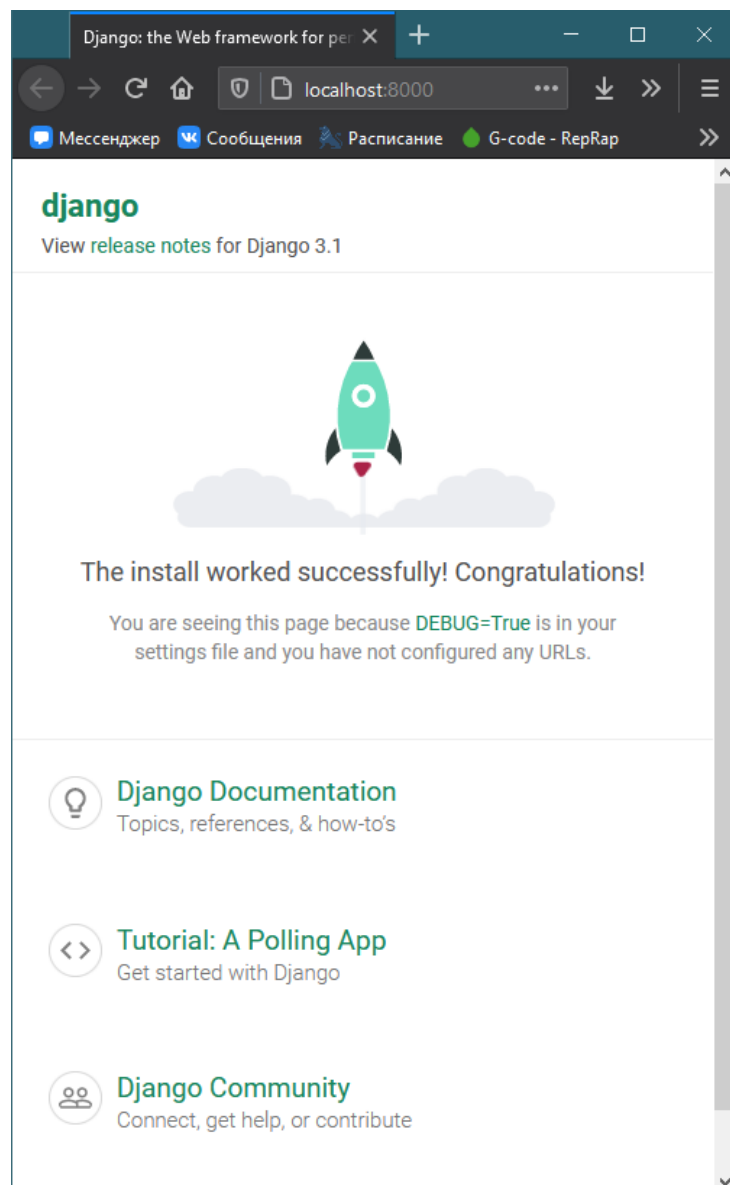 Django: the Web framework for per
localhost:8000
Мессенджер Сообщения Расписание G-code - RepRap
django
View release notes for Django 3.1
The install worked successfully! Congratulations!
You are seeing this page because DEBUG=True is in your
settings file and you have not configured any URLs.
Django Documentation
Topics, references, & how-to’s
Tutorial: A Polling App
Get started with Django
Django Community
Connect, get help, or contribute